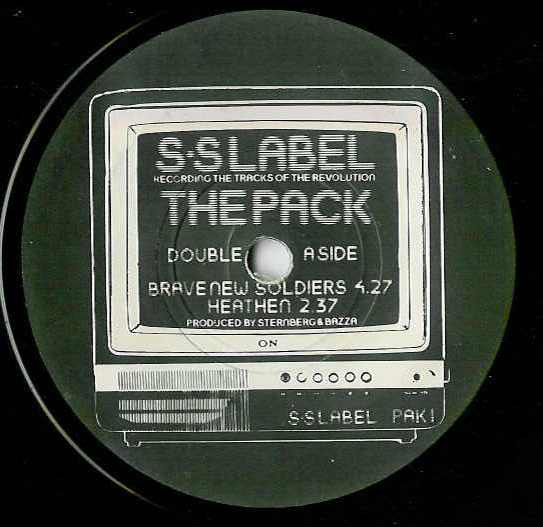 S·S LABEL
RECORDING THE TRACKS OF THE REVOLUTION
THE PACK
DOUBLE A SIDE
BRAVE NEW SOLDIERS 4.27
HEATHEN 2.37
PRODUCED BY STERNBERG & BAZZA
ON
S·S LABEL PAK 1